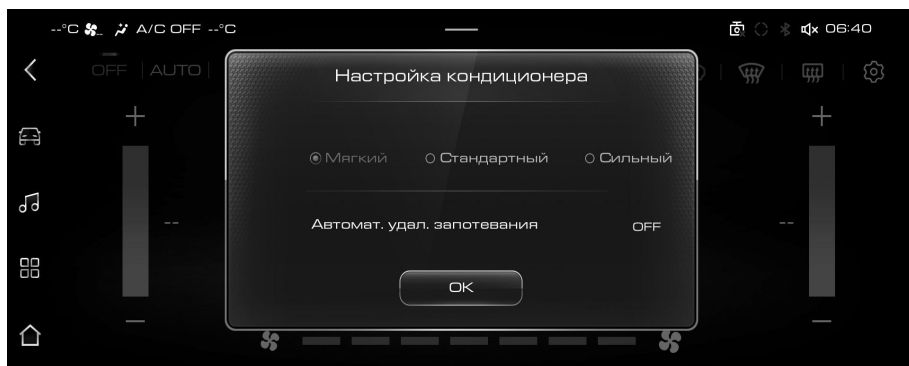 --°C A/C OFF --°C 06:40
OFF AUTO
Настройка кондиционера
Мягкий Стандартный Сильный
-- --
Автомат. удал. запотевания OFF
OK